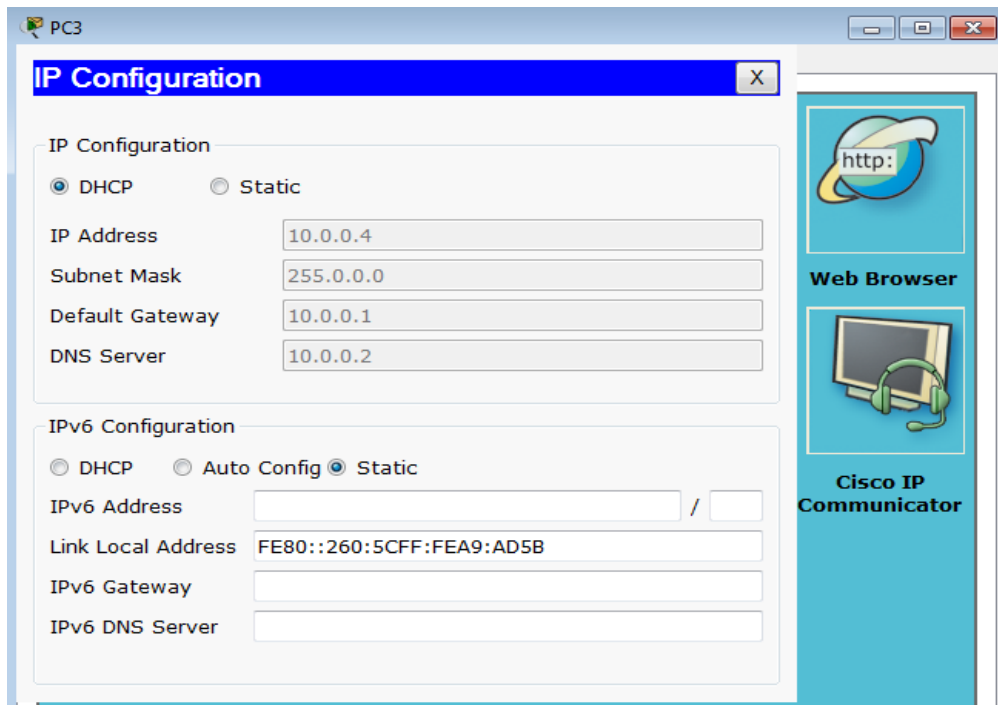 PC3
IP Configuration
X
IP Configuration
DHCP Static
IP Address 10.0.0.4
Subnet Mask 255.0.0.0
Default Gateway 10.0.0.1
DNS Server 10.0.0.2
IPv6 Configuration
DHCP Auto Config Static
IPv6 Address /
Link Local Address FE80::260:5CFF:FEA9:AD5B
IPv6 Gateway
IPv6 DNS Server
http:
Web Browser
Cisco IP
Communicator